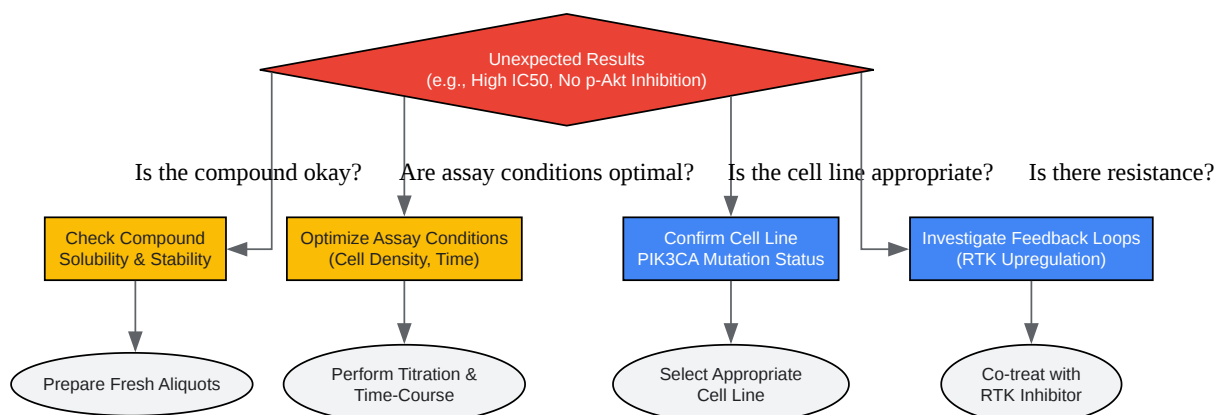 Unexpected Results
(e.g., High IC50, No p-Akt Inhibition)
Is the compound okay?
Are assay conditions optimal?
Is the cell line appropriate?
Is there resistance?
Check Compound
Solubility & Stability
Optimize Assay Conditions
(Cell Density, Time)
Confirm Cell Line
PIK3CA Mutation Status
Investigate Feedback Loops
(RTK Upregulation)
Prepare Fresh Aliquots
Perform Titration &
Time-Course
Select Appropriate
Cell Line
Co-treat with
RTK Inhibitor